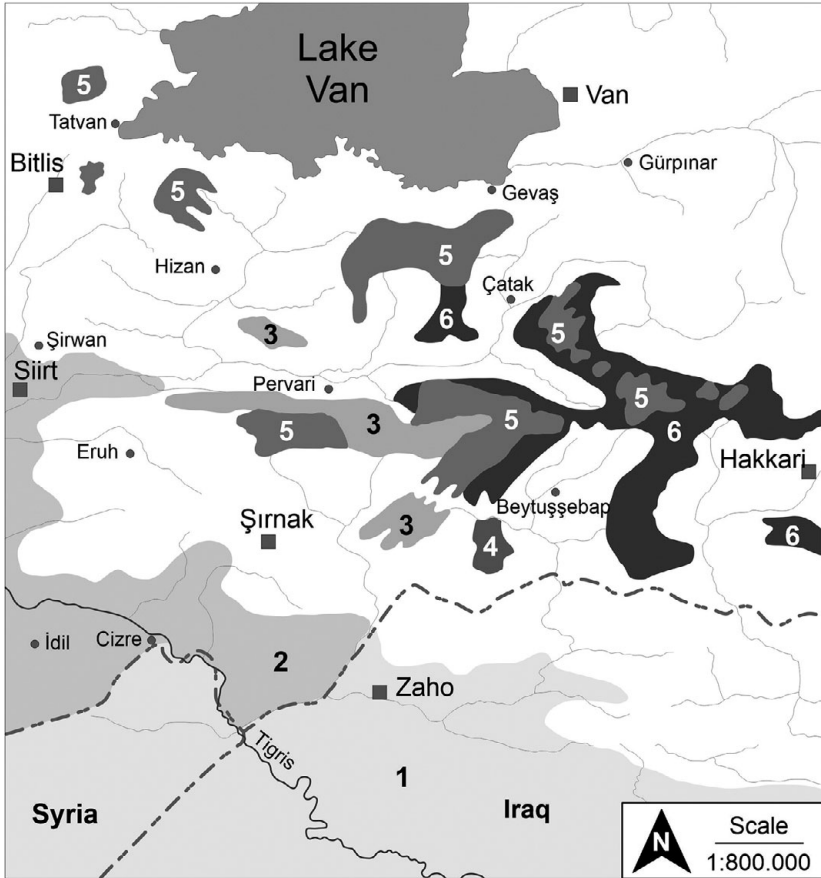 Lake
Van
5
Van
Tatvan
Gürpınar
Bitlis
5
Gevaş
5
Hizan
Çatak
6
5
3
Şirwan
Siirt
Pervari
5
3
5
5
6
Eruh
Hakkari
Beytuşşebap
3
4
6
Şırnak
İdil
Cizre
2
Zaho
Tigris
1
Syria
Iraq
N
Scale
1:800.000